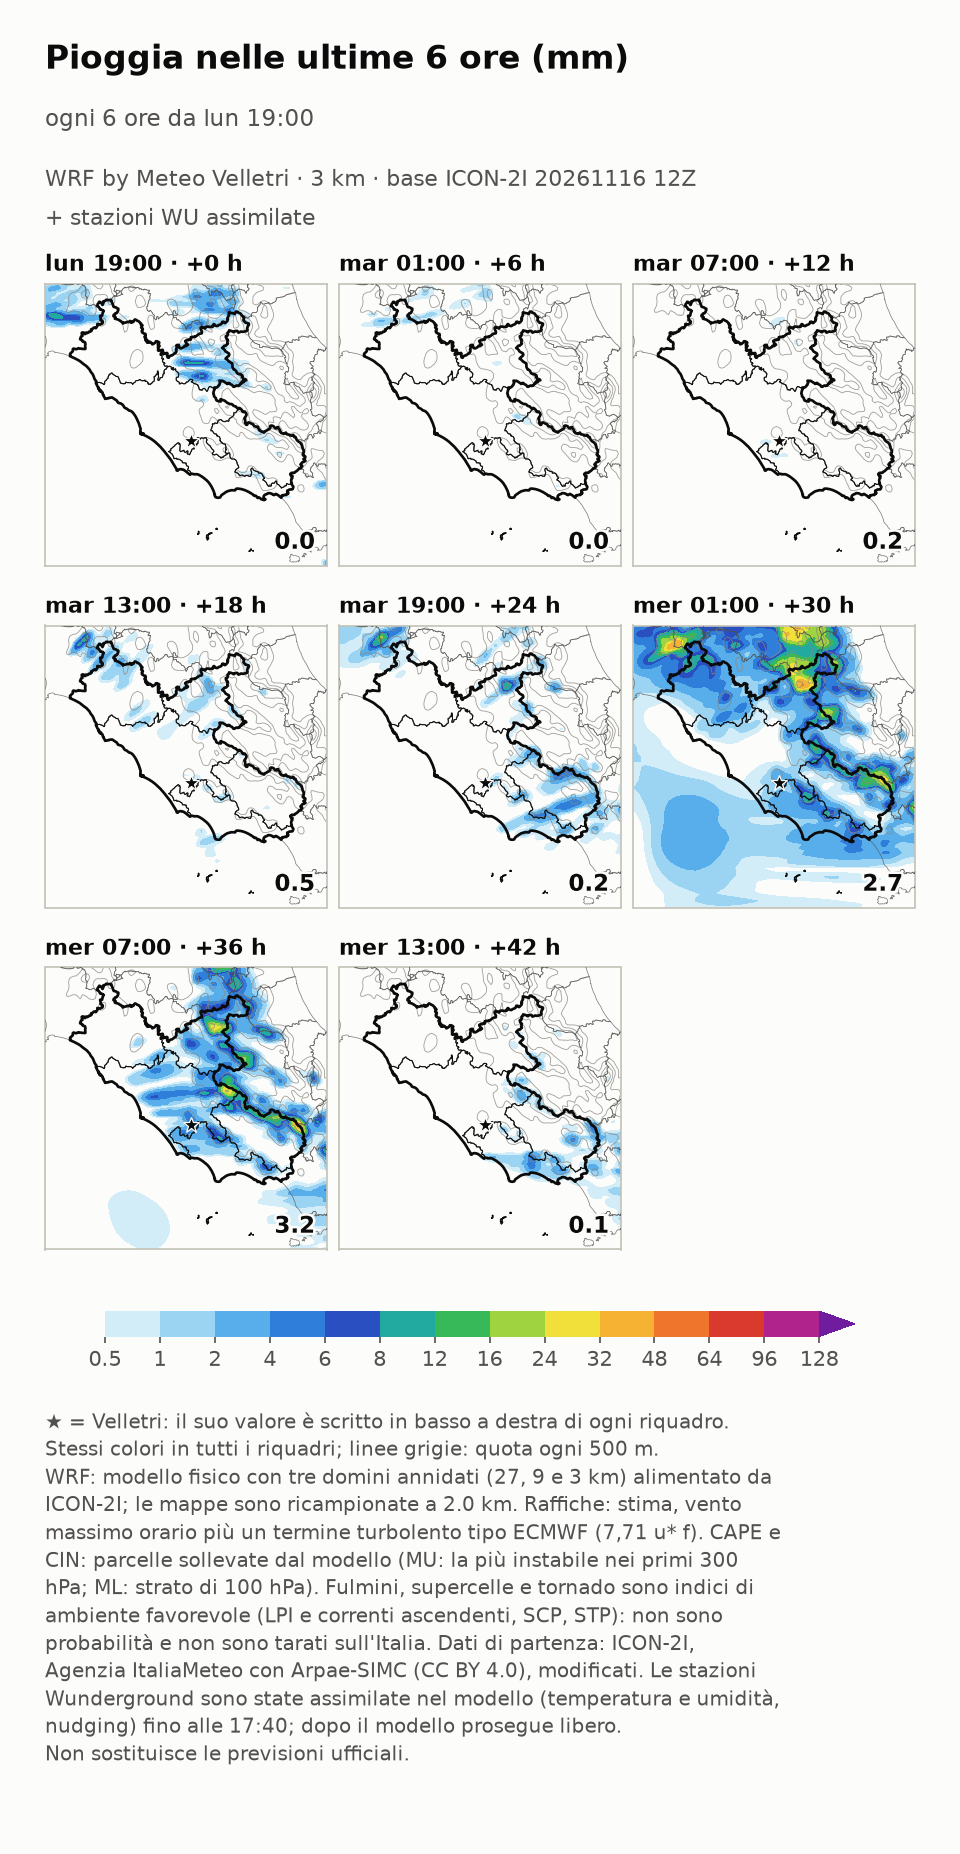 Pioggia nelle ultime 6 ore (mm)
ogni 6 ore da lun 19:00
WRF by Meteo Velletri · 3 km · base ICON-2I 20261116 12Z
+ stazioni WU assimilate
lun 19:00 · +0 h
mar 01:00 · +6 h
mar 07:00 · +12 h
0.0
0.0
0.2
mar 13:00 · +18 h
mar 19:00 · +24 h
mer 01:00 · +30 h
0.5
0.2
2.7
mer 07:00 · +36 h
mer 13:00 · +42 h
3.2
0.1
0.5 1 2 4 6 8 12 16 24 32 48 64 96 128
★ = Velletri: il suo valore è scritto in basso a destra di ogni riquadro.
Stessi colori in tutti i riquadri; linee grigie: quota ogni 500 m.
WRF: modello fisico con tre domini annidati (27, 9 e 3 km) alimentato da
ICON-2I; le mappe sono ricampionate a 2.0 km. Raffiche: stima, vento
massimo orario più un termine turbolento tipo ECMWF (7,71 u* f). CAPE e
CIN: parcelle sollevate dal modello (MU: la più instabile nei primi 300
hPa; ML: strato di 100 hPa). Fulmini, supercelle e tornado sono indici di
ambiente favorevole (LPI e correnti ascendenti, SCP, STP): non sono
probabilità e non sono tarati sull'Italia. Dati di partenza: ICON-2I,
Agenzia ItaliaMeteo con Arpae-SIMC (CC BY 4.0), modificati. Le stazioni
Wunderground sono state assimilate nel modello (temperatura e umidità,
nudging) fino alle 17:40; dopo il modello prosegue libero.
Non sostituisce le previsioni ufficiali.